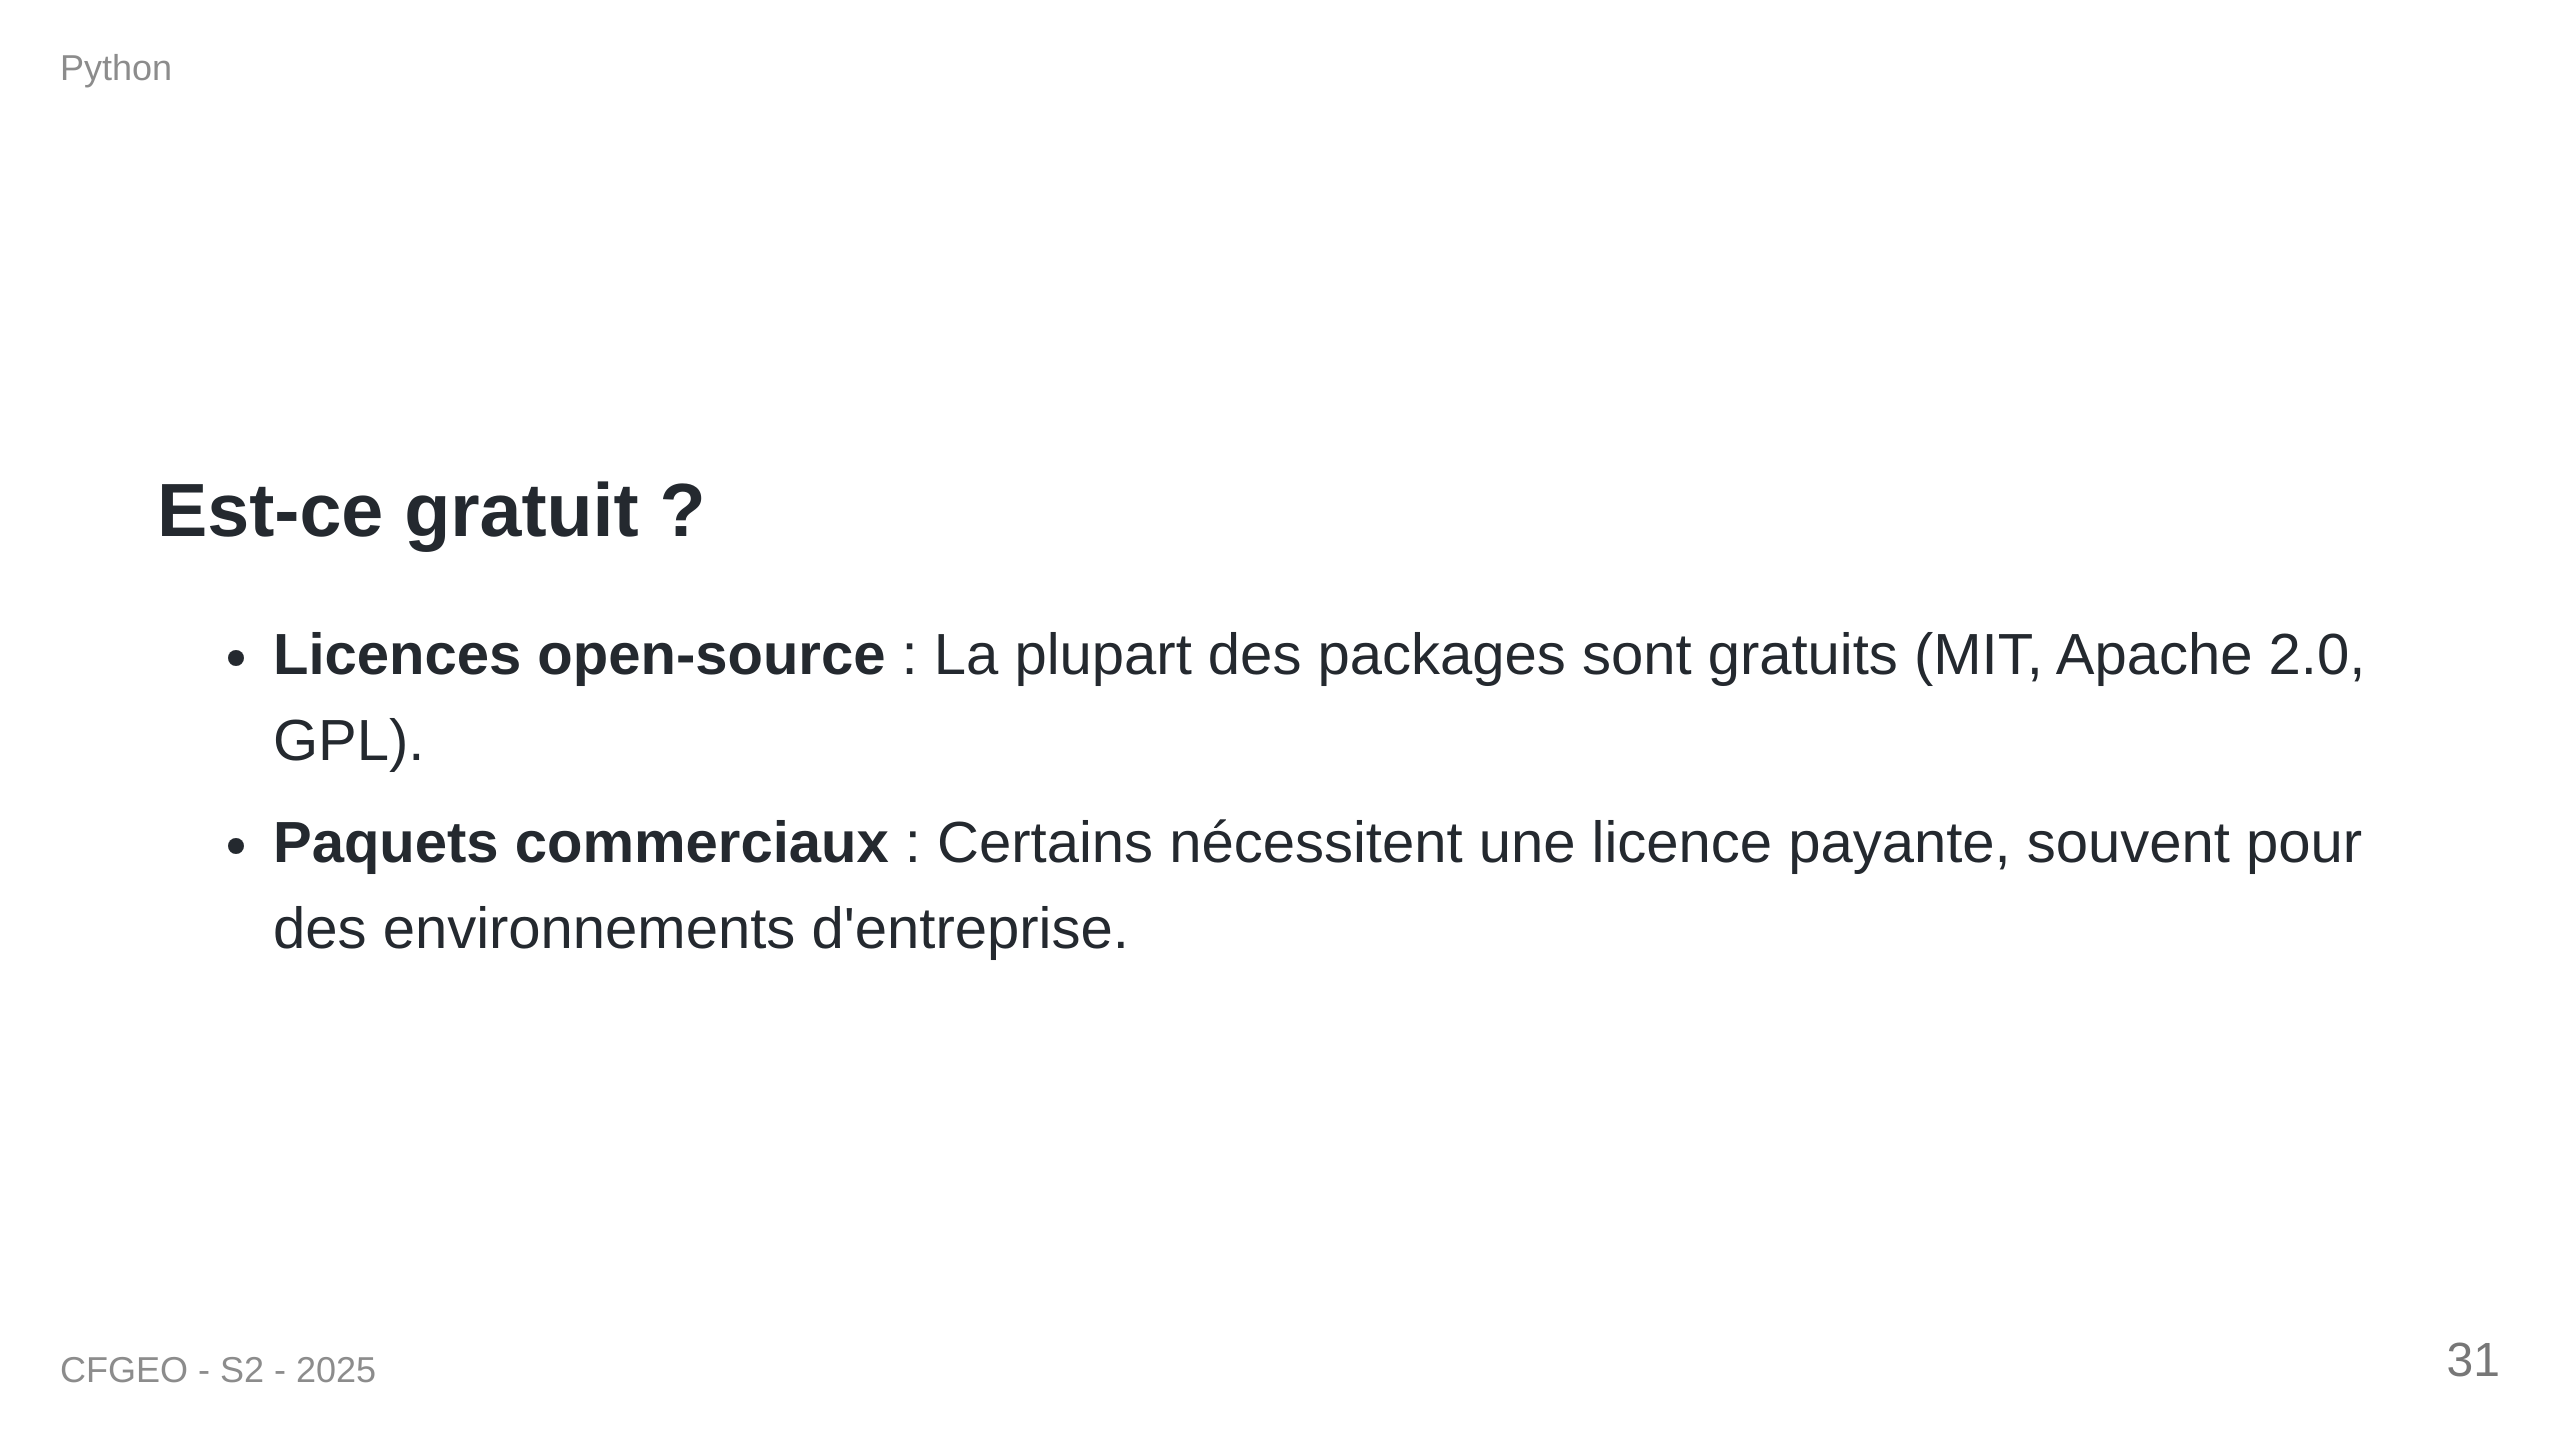 Python
Est-ce gratuit ?
• Licences open-source : La plupart des packages sont gratuits (MIT, Apache 2.0,
GPL).
• Paquets commerciaux : Certains nécessitent une licence payante, souvent pour
des environnements d'entreprise.
CFGEO - S2 - 2025
31